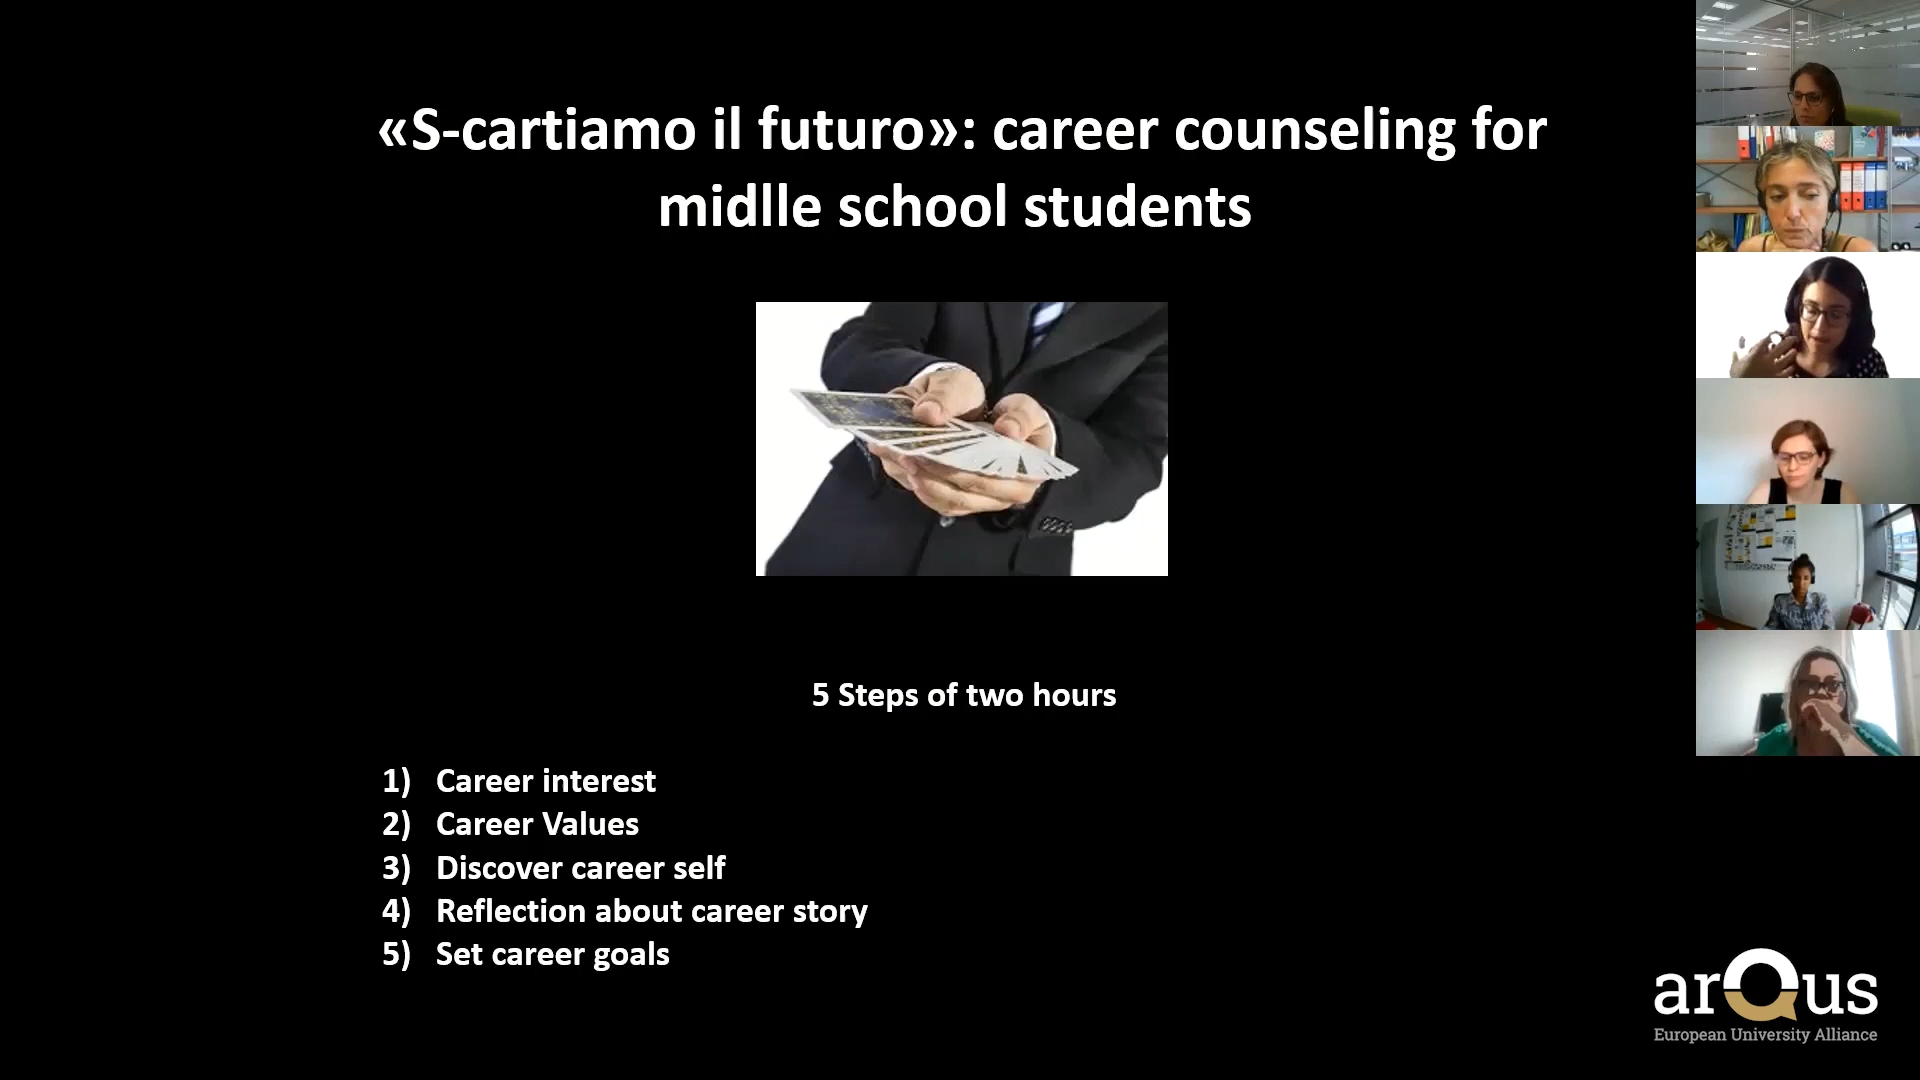 «S-cartiamo il futuro»: career counseling for
midlle school students
5 Steps of two hours
1) Career interest
2) Career Values
3) Discover career self
4) Reflection about career story
5) Set career goals
arQus
European University Alliance